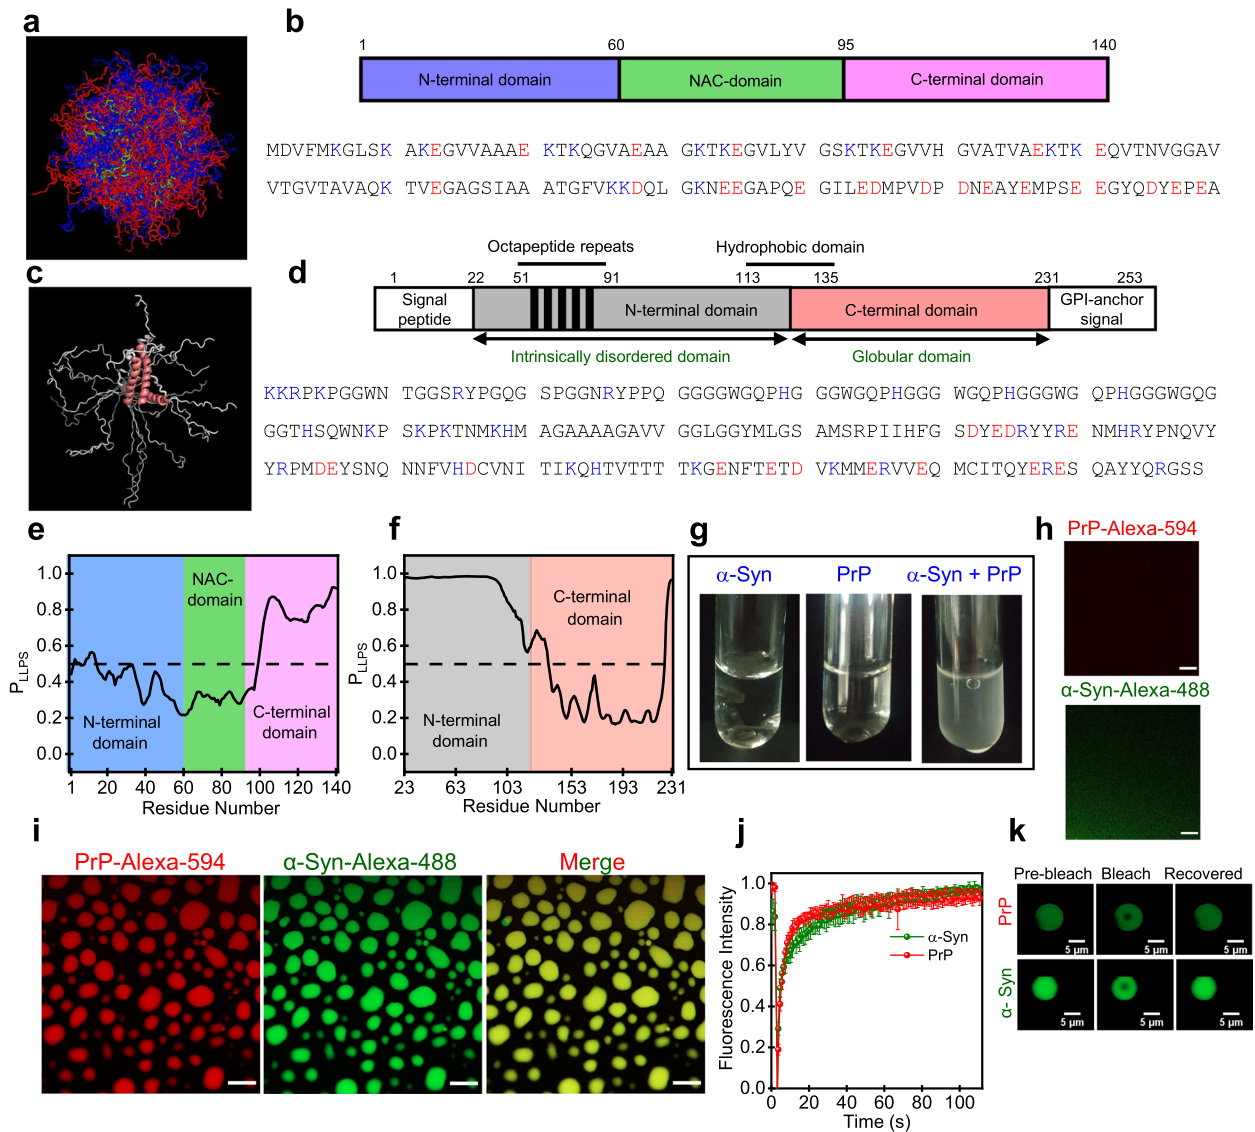 a
b
1 60 95 140
N-terminal domain NAC-domain C-terminal domain
MDVFMKGLSK AKEGVVAAAE KTKQGVAEAA GKTKEGVLYV GSKTKEGVVH GVATVAEKTK EQVTNVGGAV
VTGVTAVAQK TVEGAGSIAA ATGFVKKDQLG KNEEGAPQE GILEDMPVDP DNEAYEMPSE EGYQDYEPEA
c
d
Octapeptide repeats Hydrophobic domain
1 22 51 91 113 135 231 253
Signal peptide N-terminal domain C-terminal domain GPI-anchor signal
Intrinsically disordered domain Globular domain
KKRPKPGGWN TGGSRYPGQG SPGGNRYPPQ GGGGWGQPHG GGWGQPHGGG WGQPHGGGWG QPHGGGWGQG
GGTHSQWNKP SKPKTNMKHM AGAAAAGAVV GGLGGYMLGS AMSRPIIHFG SDYEDRYYRE NMHRYPNQVY
YRPMDEYSNQ NNFVHDCVNI TIKQHTVTTT TKGENFTETD VKMMERVVEQ MCITQYERES QAYYQRGSS
e
PLLPS
1.0
0.8
0.6
0.4
0.2
0.0
NAC-
domain
N-terminal
domain
C-terminal
domain
1 20 40 60 80 100 120 140
Residue Number
f
PLLPS
1.0
0.8
0.6
0.4
0.2
0.0
C-terminal
domain
N-terminal
domain
23 63 103 153 193 231
Residue Number
g
α-Syn PrP α-Syn + PrP
h
PrP-Alexa-594
α-Syn-Alexa-488
i
PrP-Alexa-594 α-Syn-Alexa-488 Merge
j
Fluorescence Intensity
1.0
0.8
0.6
0.4
0.2
0.0
α-Syn
PrP
0 20 40 60 80 100
Time (s)
k
Pre-bleach Bleach Recovered
PrP
5 µm 5 µm 5 µm
α- Syn
5 µm 5 µm 5 µm